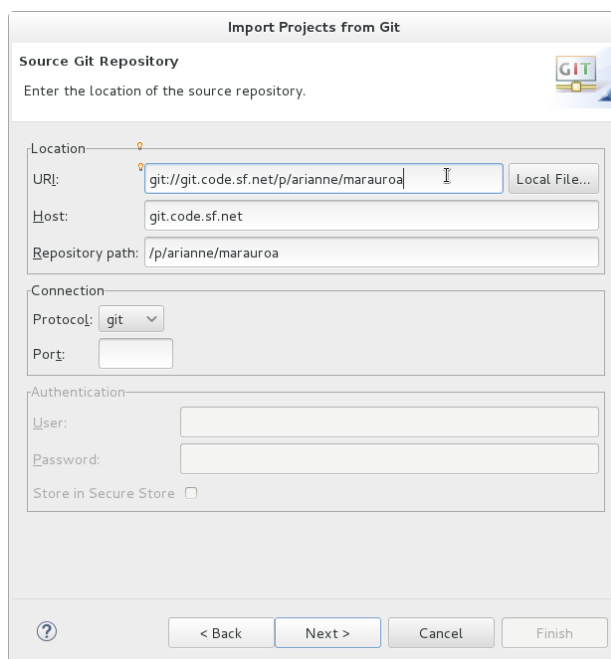 Import Projects from Git
Source Git Repository
GIT
Enter the location of the source repository.
Location
URI: git://git.code.sf.net/p/arianne/marauroa Local File...
Host: git.code.sf.net
Repository path: /p/arianne/marauroa
Connection
Protocol: git
Port:
Authentication
User:
Password:
Store in Secure Store
? < Back Next > Cancel Finish